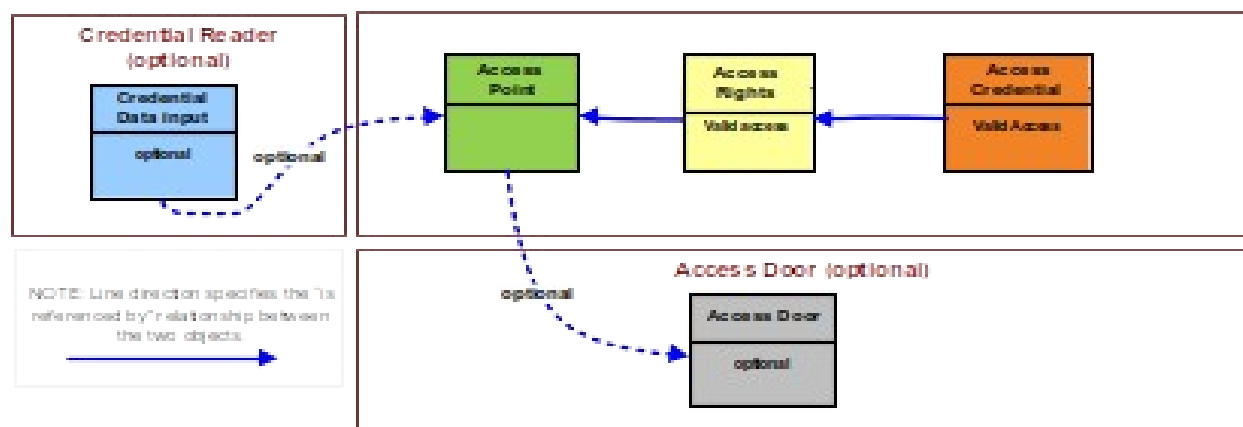 Credential Reader
(optional)
Credential
Data Input
optional
optional
Access
Point
Access
Rights
Valid access
Access
Credential
Valid Access
NOTE: Line direction specifies the "is
referenced by" relationship between
the two objects
Access Door (optional)
optional
Access Door
optional